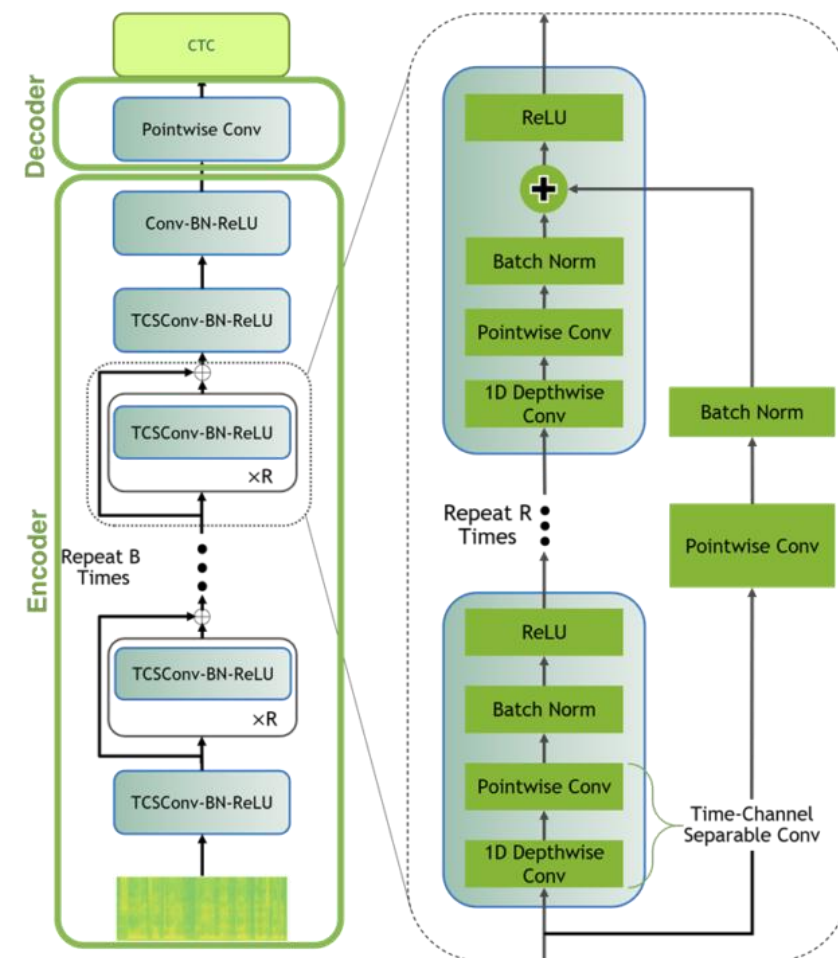 CTC
Decoder
Pointwise Conv
Encoder
Conv-BN-ReLU
TCSConv-BN-ReLU
TCSConv-BN-ReLU
×R
Repeat B
Times
TCSConv-BN-ReLU
×R
TCSConv-BN-ReLU
ReLU
+
Batch Norm
Pointwise Conv
1D Depthwise
Conv
Repeat R
Times
Batch Norm
Pointwise Conv
ReLU
Batch Norm
Pointwise Conv
1D Depthwise
Conv
Time-Channel
Separable Conv